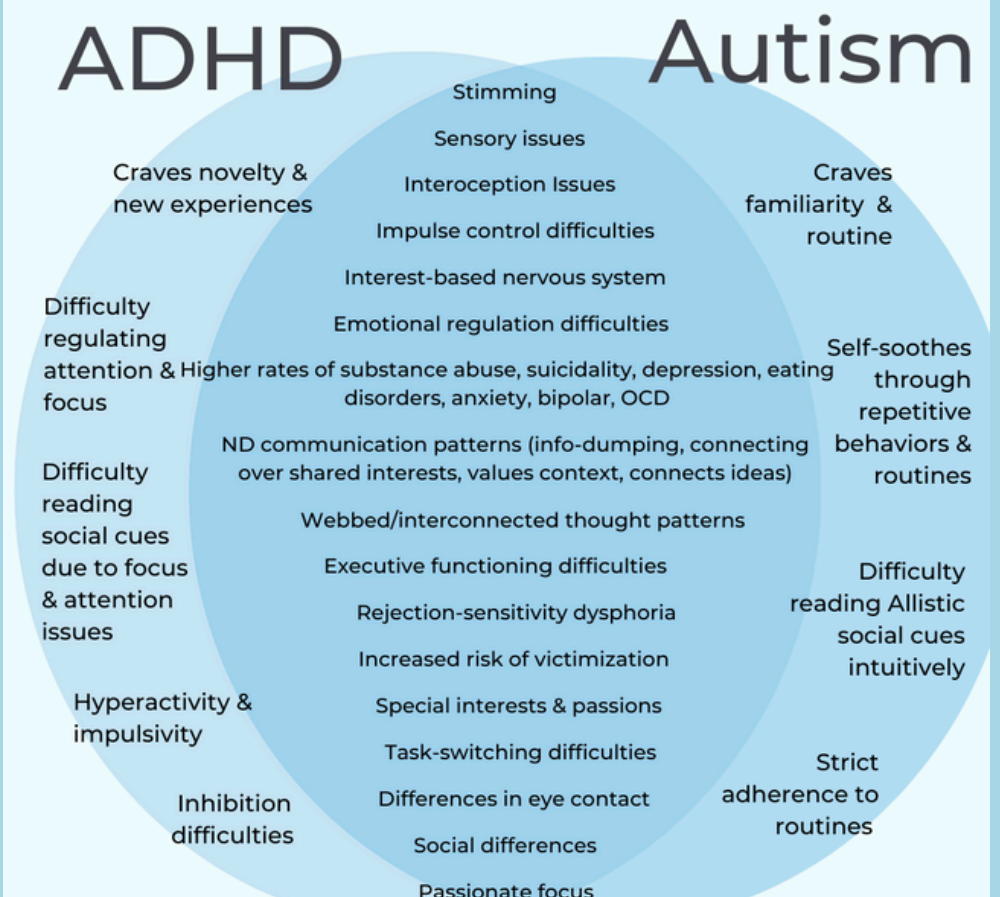 ADHD
Autism
Craves novelty &
new experiences
Difficulty
regulating
attention &
focus
Difficulty
reading
social cues
due to focus
& attention
issues
Hyperactivity &
impulsivity
Inhibition
difficulties
Stimming
Sensory issues
Interoception Issues
Impulse control difficulties
Interest-based nervous system
Emotional regulation difficulties
Higher rates of substance abuse, suicidality, depression, eating
disorders, anxiety, bipolar, OCD
ND communication patterns (info-dumping, connecting
over shared interests, values context, connects ideas)
Webbed/interconnected thought patterns
Executive functioning difficulties
Rejection-sensitivity dysphoria
Increased risk of victimization
Special interests & passions
Task-switching difficulties
Differences in eye contact
Social differences
Passionate focus
Craves
familiarity &
routine
Self-soothes
through
repetitive
behaviors &
routines
Difficulty
reading Allistic
social cues
intuitively
Strict
adherence to
routines